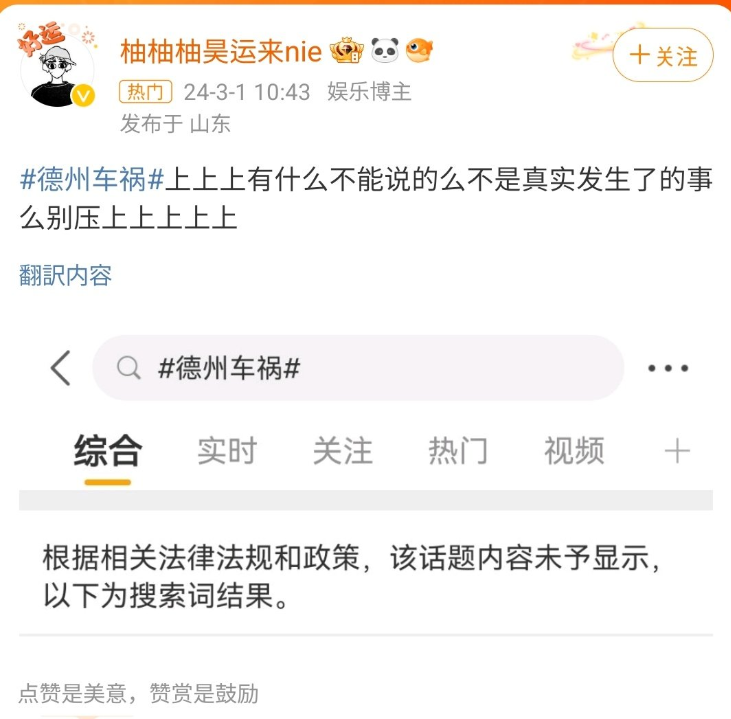 好运
柚柚柚昊运来nie
+关注
热门 24-3-1 10:43 娱乐博主
发布于 山东
#德州车祸#上上上有什么不能说的么不是真实发生了的事
么别压上上上上上
翻訳内容
#德州车祸#
综合 实时 关注 热门 视频
根据相关法律法规和政策，该话题内容未予显示，
以下为搜索词结果。
点赞是美意，赞赏是鼓励